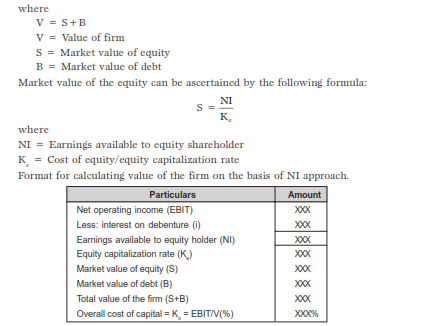 where
V = S+B
V = Value of firm
S = Market value of equity
B = Market value of debt
Market value of the equity can be ascertained by the following formula:
S = NI / Ke
where
NI = Earnings available to equity shareholder
Ke = Cost of equity/equity capitalization rate
Format for calculating value of the firm on the basis of NI approach.
Particulars Amount
Net operating income (EBIT) XXX
Less: interest on debenture (i) XXX
Earnings available to equity holder (NI) XXX
Equity capitalization rate (Ke) XXX
Market value of equity (S) XXX
Market value of debt (B) XXX
Total value of the firm (S+B) XXX
Overall cost of capital = Ko = EBIT/V(%) XXX%